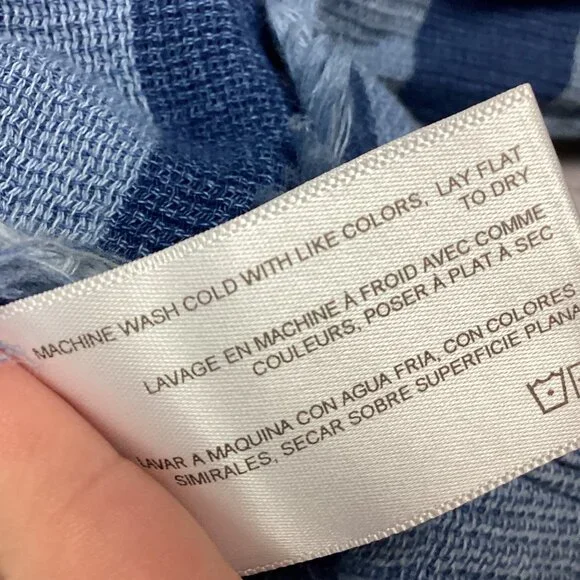 MACHINE WASH COLD WITH LIKE COLORS, LAY FLAT
TO DRY
LAVAGE EN MACHINE À FROID AVEC COMME
COULEURS, POSER À PLAT À SEC
LAVAR A MAQUINA CON AGUA FRIA, CON COLORES
SIMIRALES, SECAR SOBRE SUPERFICIE PLANA